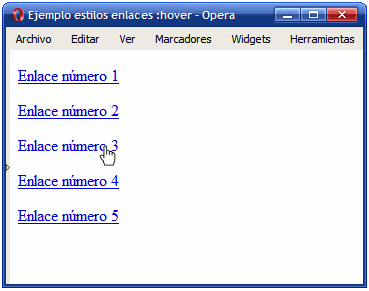 Ejemplo estilos enlaces :hover - Opera
Archivo Editar Ver Marcadores Widgets Herramientas
Enlace número 1
Enlace número 2
Enlace número 3
Enlace número 4
Enlace número 5